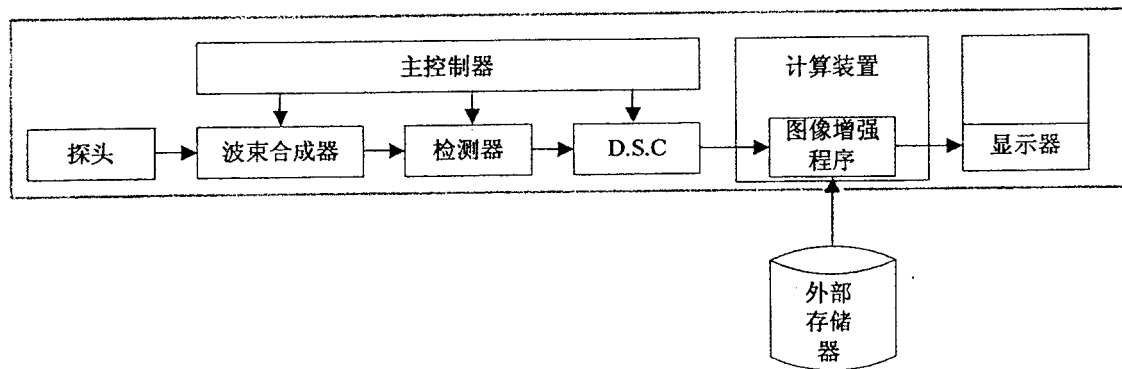 主控制器
计算装置
探头
波束合成器
检测器
D.S.C
图像增强
程序
显示器
外部
存储
器